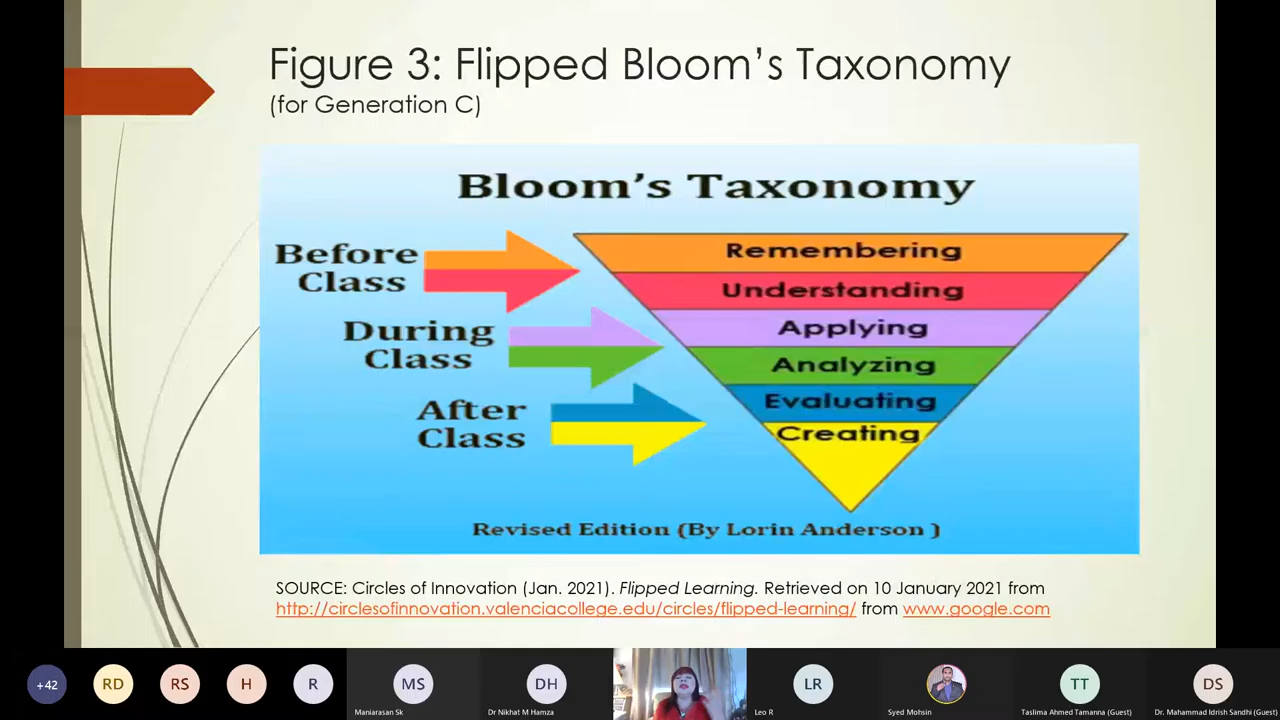 Figure 3: Flipped Bloom's Taxonomy
(for Generation C)
Bloom's Taxonomy
Before
Class
Remembering
Understanding
During
Class
Applying
Analyzing
After
Class
Evaluating
Creating
Revised Edition (By Lorin Anderson )
SOURCE: Circles of Innovation (Jan. 2021). Flipped Learning. Retrieved on 10 January 2021 from
http://circlesofinnovation.valenciacollege.edu/circles/flipped-learning/ from www.google.com
+42
RD
RS
H
R
MS
DH
LR
TT
DS
Maniarasan Sk
Dr Nikhat M Hamza
Leo R
Syed Mohsin
Taslima Ahmed Tamanna (Guest)
Dr. Mahammad Idrish Sandhi (Guest)